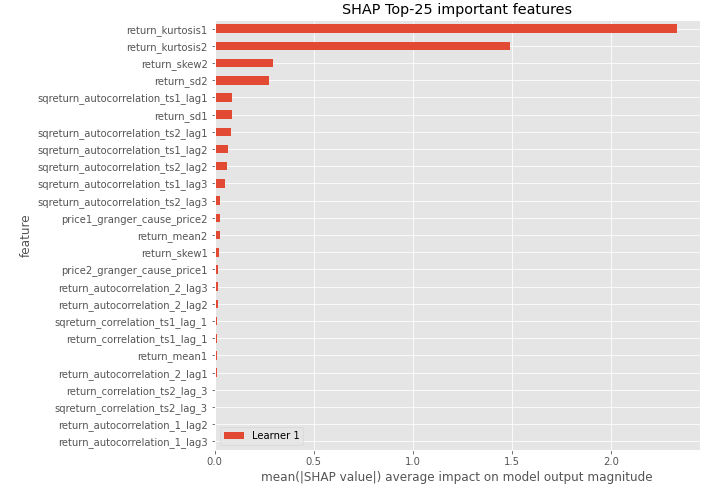 SHAP Top-25 important features
return_kurtosis1
return_kurtosis2
return_skew2
return_sd2
sqreturn_autocorrelation_ts1_lag1
return_sd1
sqreturn_autocorrelation_ts2_lag1
sqreturn_autocorrelation_ts1_lag2
sqreturn_autocorrelation_ts2_lag2
sqreturn_autocorrelation_ts1_lag3
sqreturn_autocorrelation_ts2_lag3
price1_granger_cause_price2
return_mean2
return_skew1
price2_granger_cause_price1
return_autocorrelation_2_lag3
return_autocorrelation_2_lag2
sqreturn_correlation_ts1_lag_1
return_correlation_ts1_lag_1
return_mean1
return_autocorrelation_2_lag1
return_correlation_ts2_lag_3
sqreturn_correlation_ts2_lag_3
return_autocorrelation_1_lag2
return_autocorrelation_1_lag3
feature
Learner 1
0.0 0.5 1.0 1.5 2.0
mean(|SHAP value|) average impact on model output magnitude